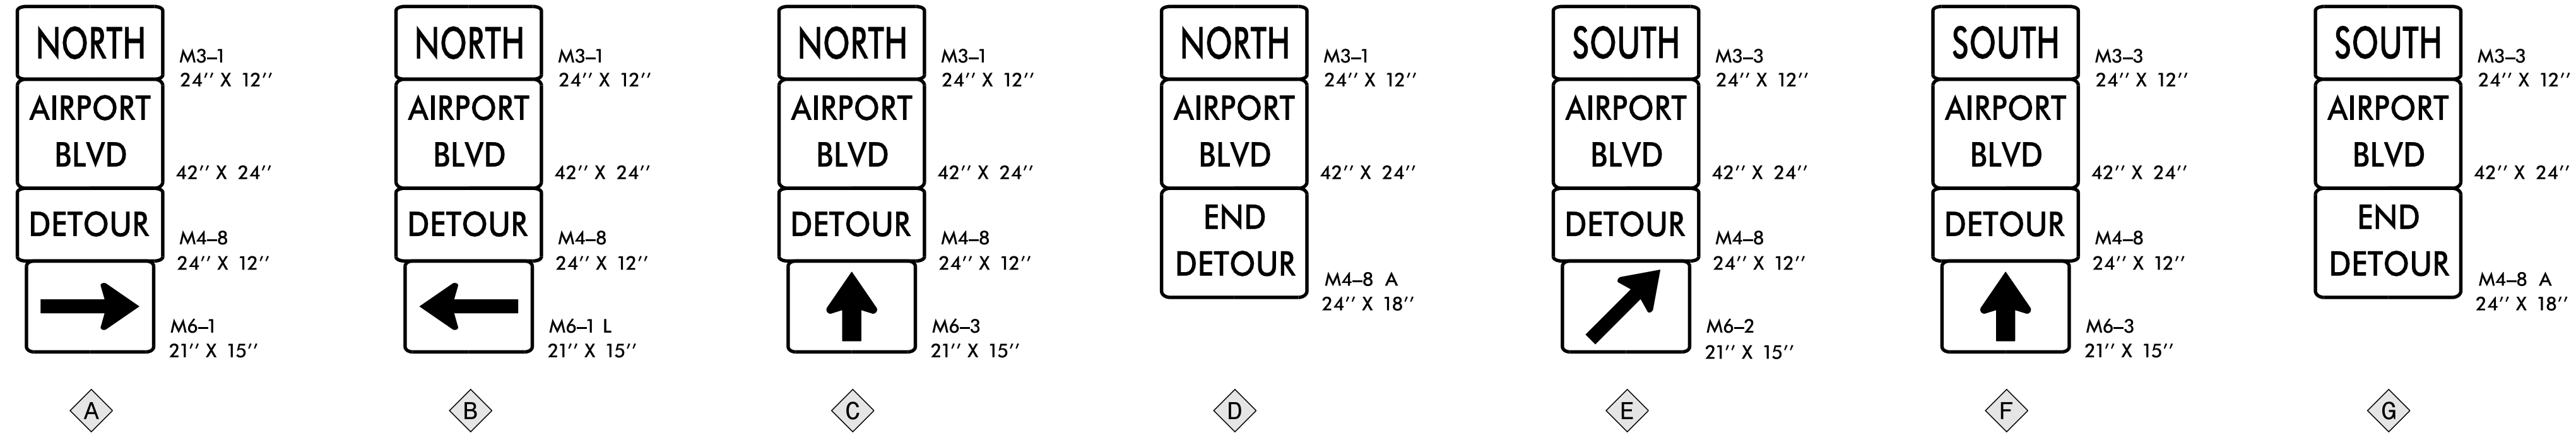 NORTH
M3–1
24'' X 12''
AIRPORT
BLVD
42'' X 24''
DETOUR
M4–8
24'' X 12''
M6–1
21'' X 15''
A
NORTH
M3–1
24'' X 12''
AIRPORT
BLVD
42'' X 24''
DETOUR
M4–8
24'' X 12''
M6–1 L
21'' X 15''
B
NORTH
M3–1
24'' X 12''
AIRPORT
BLVD
42'' X 24''
DETOUR
M4–8
24'' X 12''
M6–3
21'' X 15''
C
NORTH
M3–1
24'' X 12''
AIRPORT
BLVD
42'' X 24''
END
DETOUR
M4–8 A
24'' X 18''
D
SOUTH
M3–3
24'' X 12''
AIRPORT
BLVD
42'' X 24''
DETOUR
M4–8
24'' X 12''
M6–2
21'' X 15''
E
SOUTH
M3–3
24'' X 12''
AIRPORT
BLVD
42'' X 24''
DETOUR
M4–8
24'' X 12''
M6–3
21'' X 15''
F
SOUTH
M3–3
24'' X 12''
AIRPORT
BLVD
42'' X 24''
END
DETOUR
M4–8 A
24'' X 18''
G